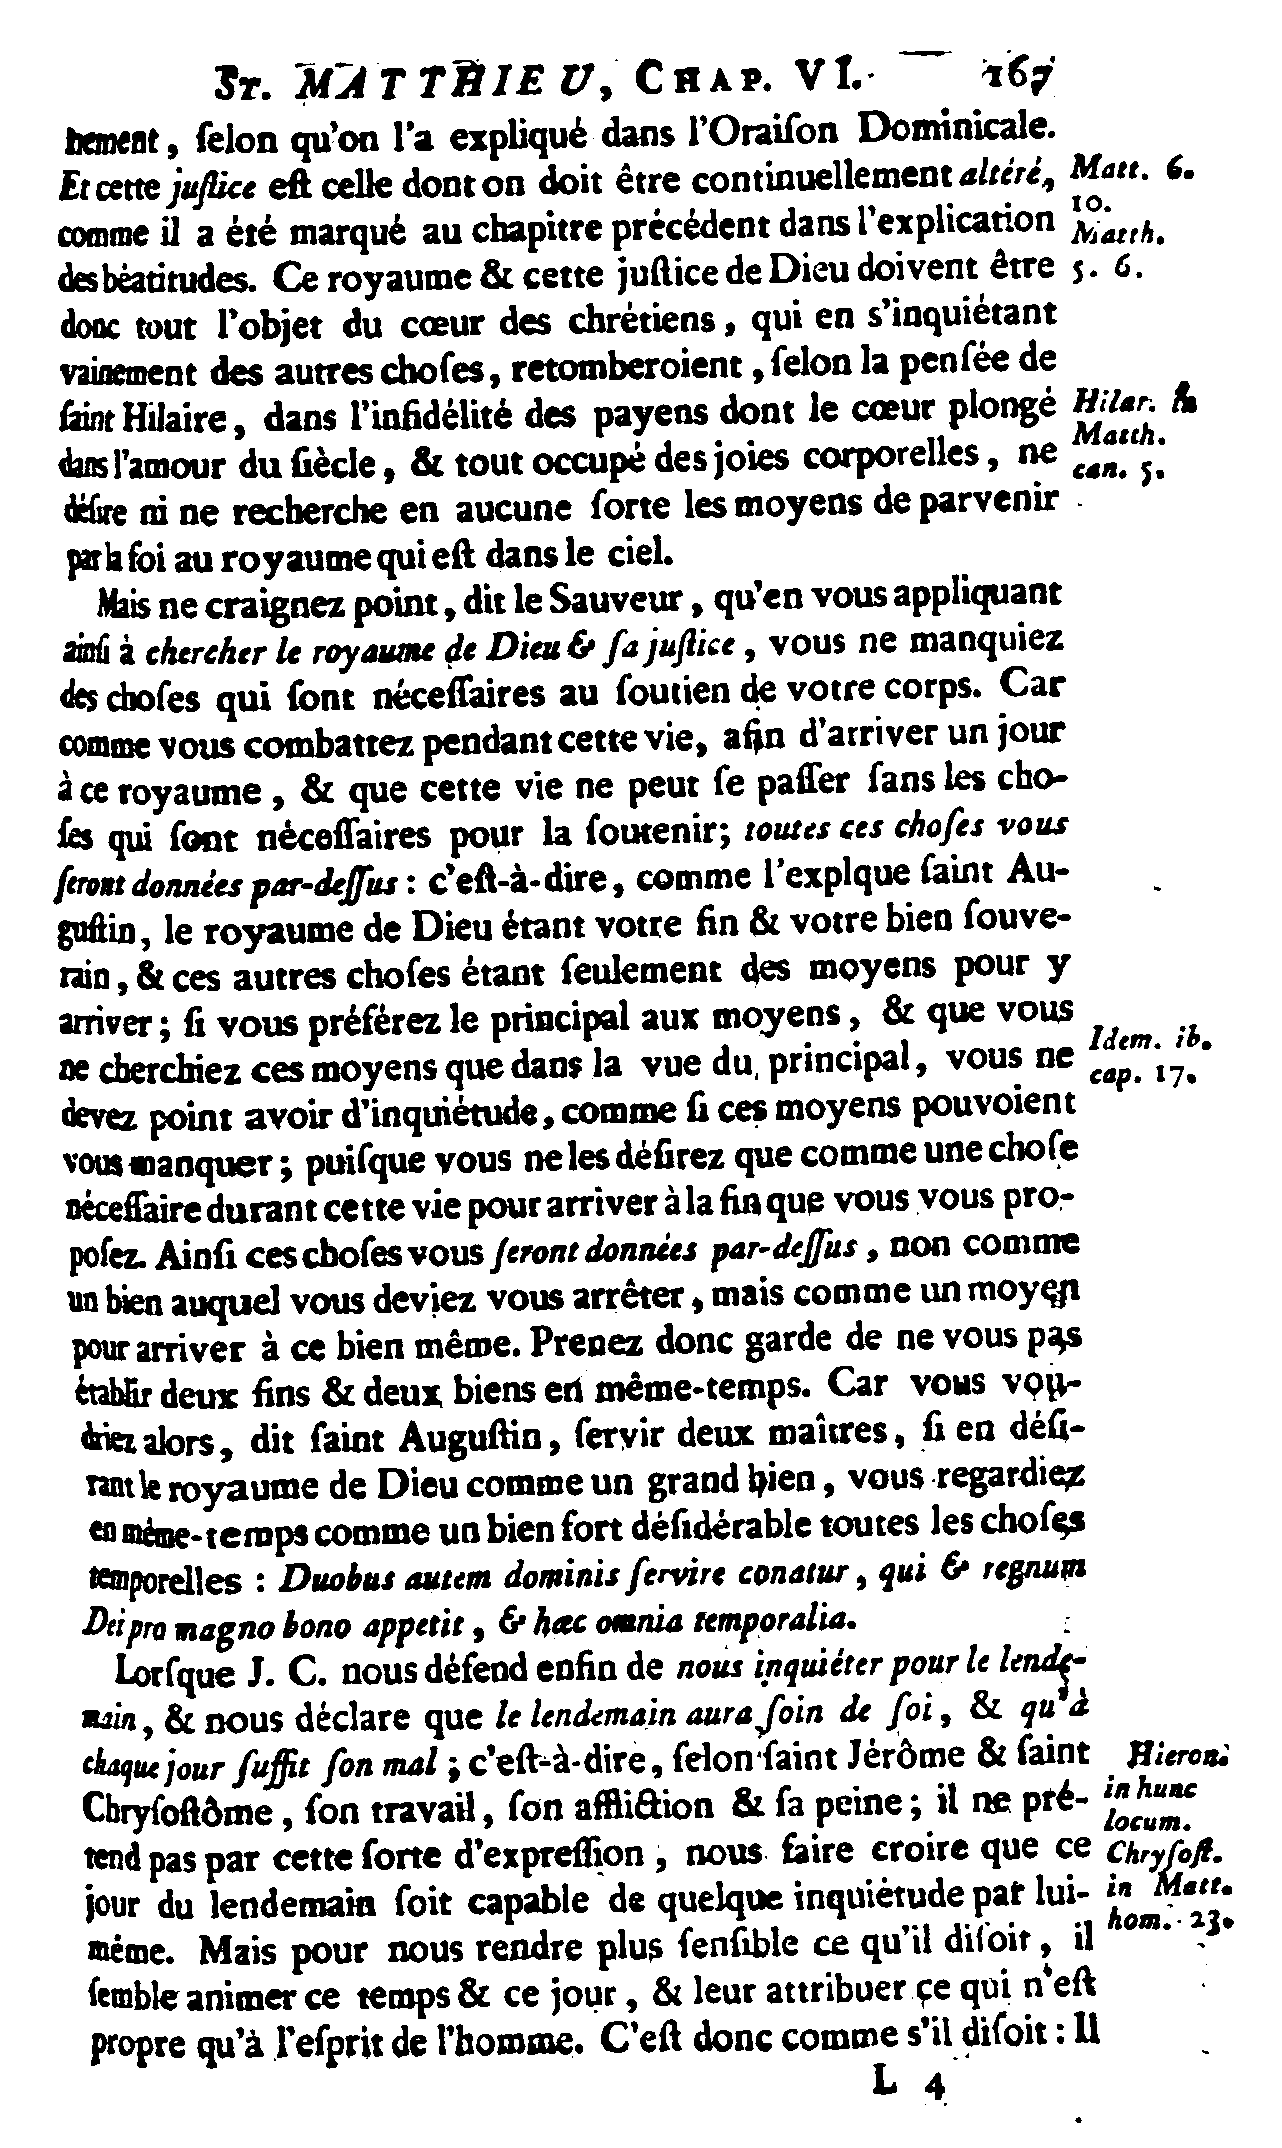 ST. MATTHIEU, CHAP. VI. 167
nement, ſelon qu'on l'a expliqué dans l'Oraiſon Dominicale.
Et cette juſtice eſt celle dont on doit être continuellement altéré,
Matt. 6.
10.
comme il a été marqué au chapitre précédent dans l'explication
Matth.
des béatitudes. Ce royaume & cette juſtice de Dieu doivent être
5. 6.
donc tout l'objet du cœur des chrétiens, qui en s'inquiétant
vainement des autres choſes, retomberoient, ſelon la penſée de
ſaint Hilaire, dans l'infidélité des payens dont le cœur plongé
Hilar. in
Matth.
dans l'amour du ſiècle, & tout occupé des joies corporelles, ne
can. 5.
déſire ni ne recherche en aucune ſorte les moyens de parvenir
par la foi au royaume qui eſt dans le ciel.
Mais ne craignez point, dit le Sauveur, qu'en vous appliquant
ainſi à chercher le royaume de Dieu & ſa juſtice, vous ne manquiez
des choſes qui ſont néceſſaires au ſoutien de votre corps. Car
comme vous combattez pendant cette vie, afin d'arriver un jour
à ce royaume, & que cette vie ne peut ſe paſſer ſans les cho-
ſes qui ſont néceſſaires pour la ſoutenir; toutes ces choſes vous
ſeront données par-deſſus: c'eſt-à-dire, comme l'explque ſaint Au-
guſtin, le royaume de Dieu étant votre fin & votre bien ſouve-
rain, & ces autres choſes étant ſeulement des moyens pour y
arriver; ſi vous préférez le principal aux moyens, & que vous
Idem. ib.
ne cherchiez ces moyens que dans la vue du principal, vous ne
cap. 17.
devez point avoir d'inquiétude, comme ſi ces moyens pouvoient
vous manquer; puiſque vous ne les déſirez que comme une choſe
néceſſaire durant cette vie pour arriver à la fin que vous vous pro-
poſez. Ainſi ces choſes vous ſeront données par-deſſus, non comme
un bien auquel vous deviez vous arrêter, mais comme un moyen
pour arriver à ce bien même. Prenez donc garde de ne vous pas
établir deux fins & deux biens en même-temps. Car vous vou-
driez alors, dit ſaint Auguſtin, ſervir deux maîtres, ſi en déſi-
rant le royaume de Dieu comme un grand bien, vous regardiez
en même-temps comme un bien fort déſidérable toutes les choſes
temporelles: Duobus autem dominis ſervire conatur, qui & regnum
Dei pro magno bono appetit, & hæc omnia temporalia.
Lorſque J. C. nous défend enfin de nous inquiéter pour le lende-
main, & nous déclare que le lendemain aura ſoin de ſoi, & qu'à
chaque jour ſuffit ſon mal; c'eſt-à-dire, ſelon ſaint Jérôme & ſaint
Hieron.
Chryſoſtôme, ſon travail, ſon affliction & ſa peine; il ne pré-
in hunc
locum.
tend pas par cette ſorte d'expreſſion, nous faire croire que ce
Chryſoſt.
jour du lendemain ſoit capable de quelque inquiétude par lui-
in Matt.
hom. 23.
même. Mais pour nous rendre plus ſenſible ce qu'il diſoit, il
ſemble animer ce temps & ce jour, & leur attribuer ce qui n'eſt
propre qu'à l'eſprit de l'homme. C'eſt donc comme s'il diſoit: Il
L 4